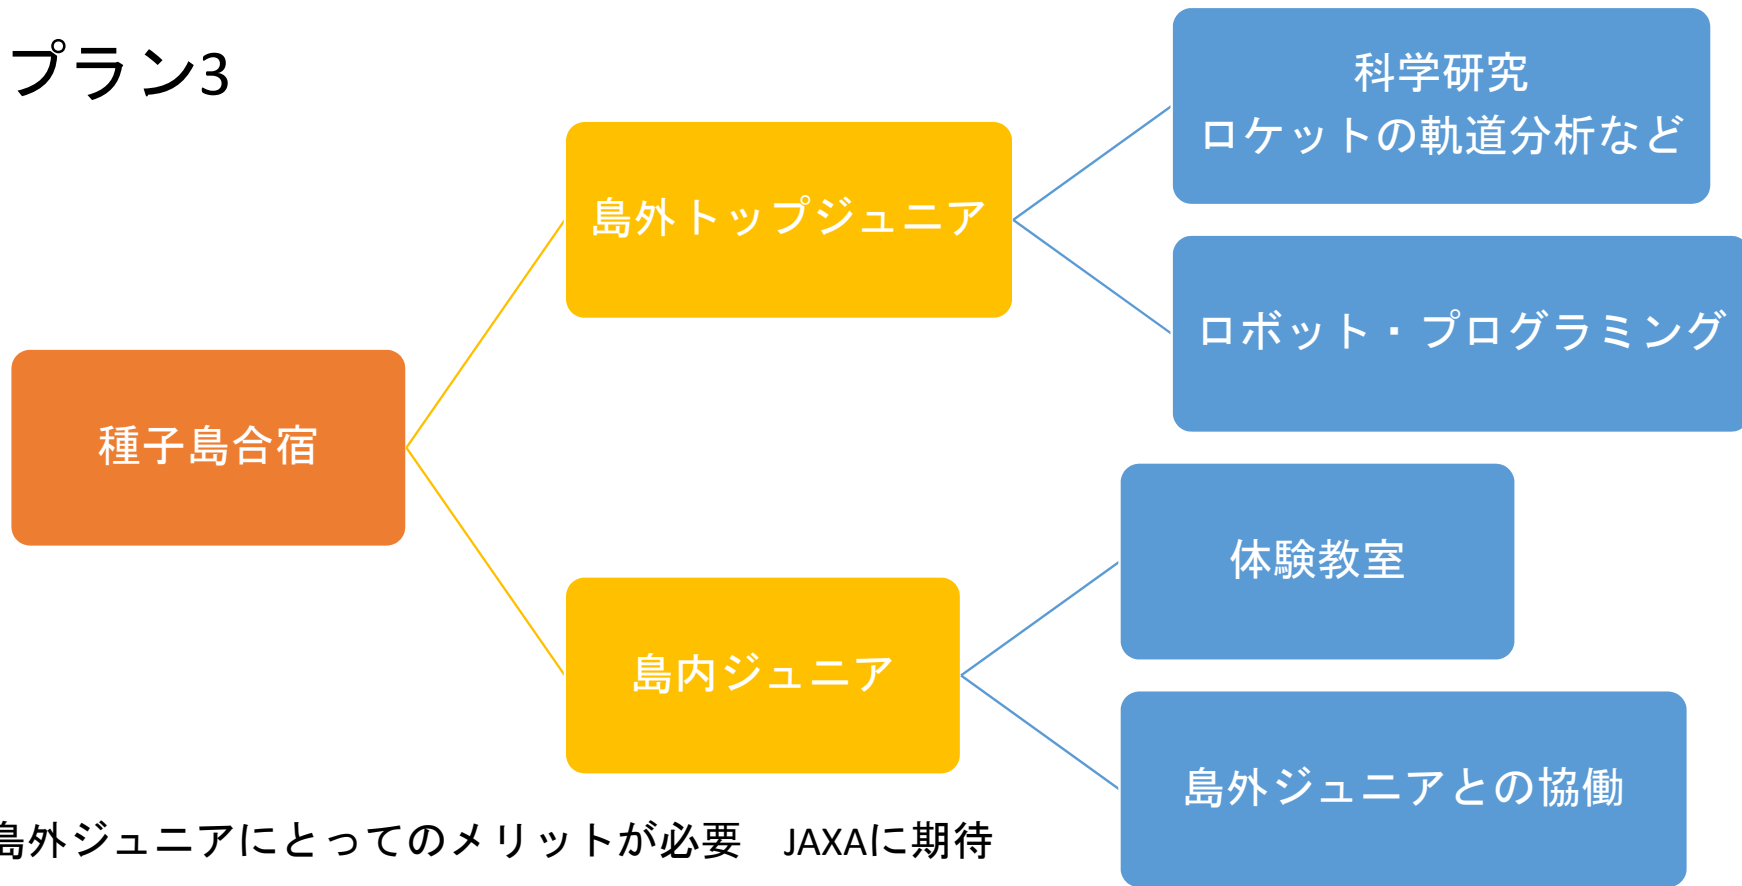 プラン3
科学研究
ロケットの軌道分析など
島外トップジュニア
ロボット・プログラミング
種子島合宿
体験教室
島内ジュニア
島外ジュニアとの協働
島外ジュニアにとってのメリットが必要　JAXAに期待